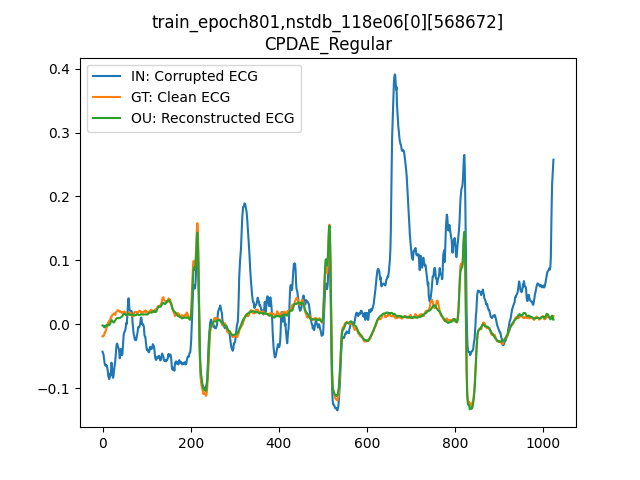 train_epoch801,nstdb_118e06[0][568672]
CPDAE_Regular
IN: Corrupted ECG
GT: Clean ECG
OU: Reconstructed ECG
0.4
0.3
0.2
0.1
0.0
−0.1
0 200 400 600 800 1000